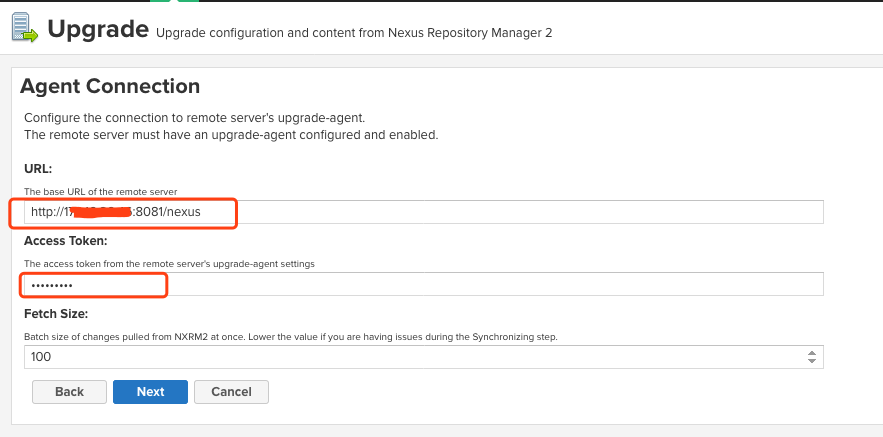 Upgrade Upgrade configuration and content from Nexus Repository Manager 2
Agent Connection
Configure the connection to remote server's upgrade-agent.
The remote server must have an upgrade-agent configured and enabled.
URL:
The base URL of the remote server
http://17 :8081/nexus
Access Token:
The access token from the remote server's upgrade-agent settings
•••••••••
Fetch Size:
Batch size of changes pulled from NXRM2 at once. Lower the value if you are having issues during the Synchronizing step.
100
Back Next Cancel